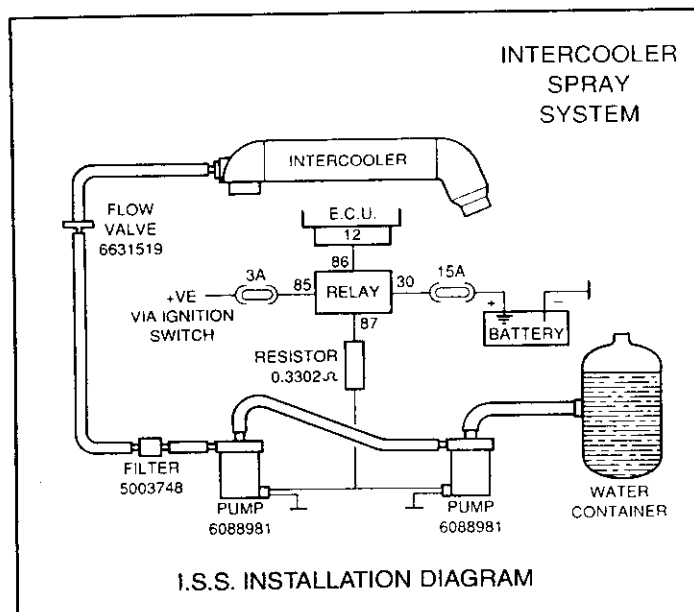 INTERCOOLER
SPRAY
SYSTEM
INTERCOOLER
FLOW
VALVE
6631519
E.C.U.
12
86
3A
85
RELAY
30
15A
+VE
VIA IGNITION
SWITCH
87
+
−
BATTERY
RESISTOR
0.3302Ω
FILTER
5003748
PUMP
6088981
PUMP
6088981
WATER
CONTAINER
I.S.S. INSTALLATION DIAGRAM